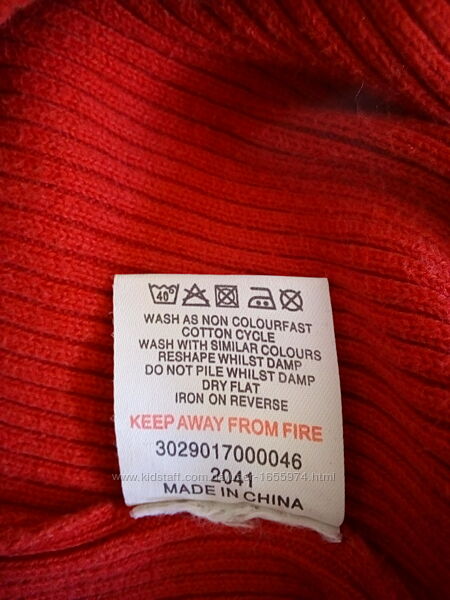 40
WASH AS NON COLOURFAST
COTTON CYCLE
WASH WITH SIMILAR COLOURS
RESHAPE WHILST DAMP
DO NOT PILE WHILST DAMP
DRY FLAT
IRON ON REVERSE
KEEP AWAY FROM FIRE
3029017000046
2041
MADE IN CHINA